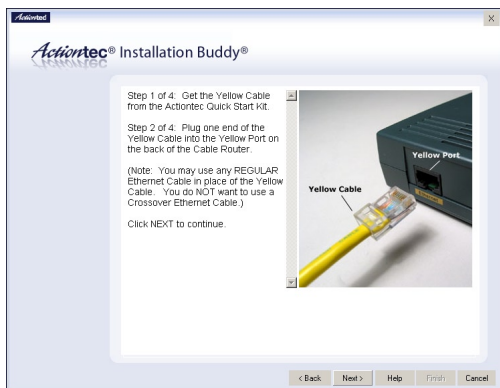 Actiontec
X
Actiontec® Installation Buddy®
Step 1 of 4: Get the Yellow Cable
from the Actiontec Quick Start Kit.
Step 2 of 4: Plug one end of the
Yellow Cable into the Yellow Port on
the back of the Cable Router.
(Note: You may use any REGULAR
Ethernet Cable in place of the Yellow
Cable. You do NOT want to use a
Crossover Ethernet Cable.)
Click NEXT to continue.
Yellow Port
Yellow Cable
< Back Next > Help Finish Cancel